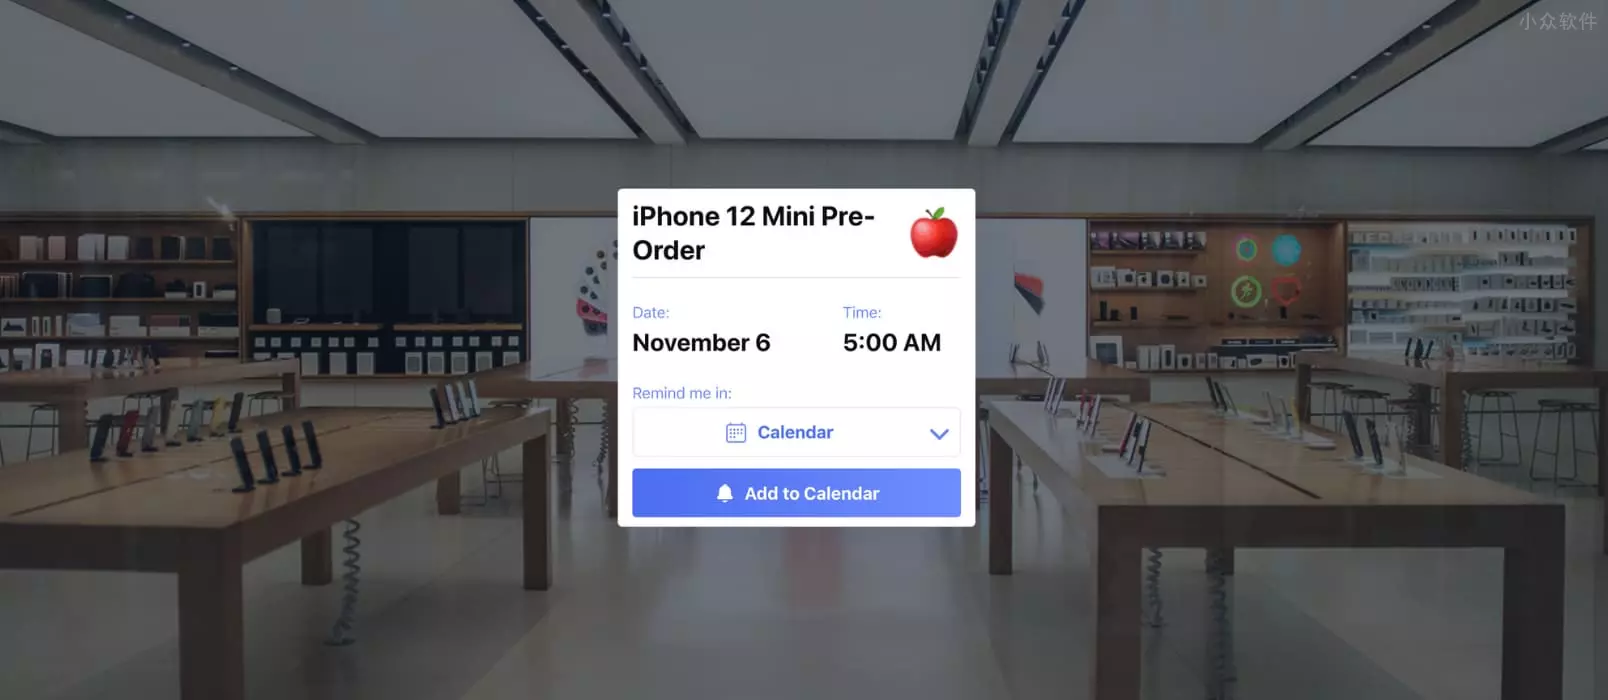 小众软件
iPhone 12 Mini Pre-
Order
Date:
Time:
November 6
5:00 AM
Remind me in:
Calendar
Add to Calendar